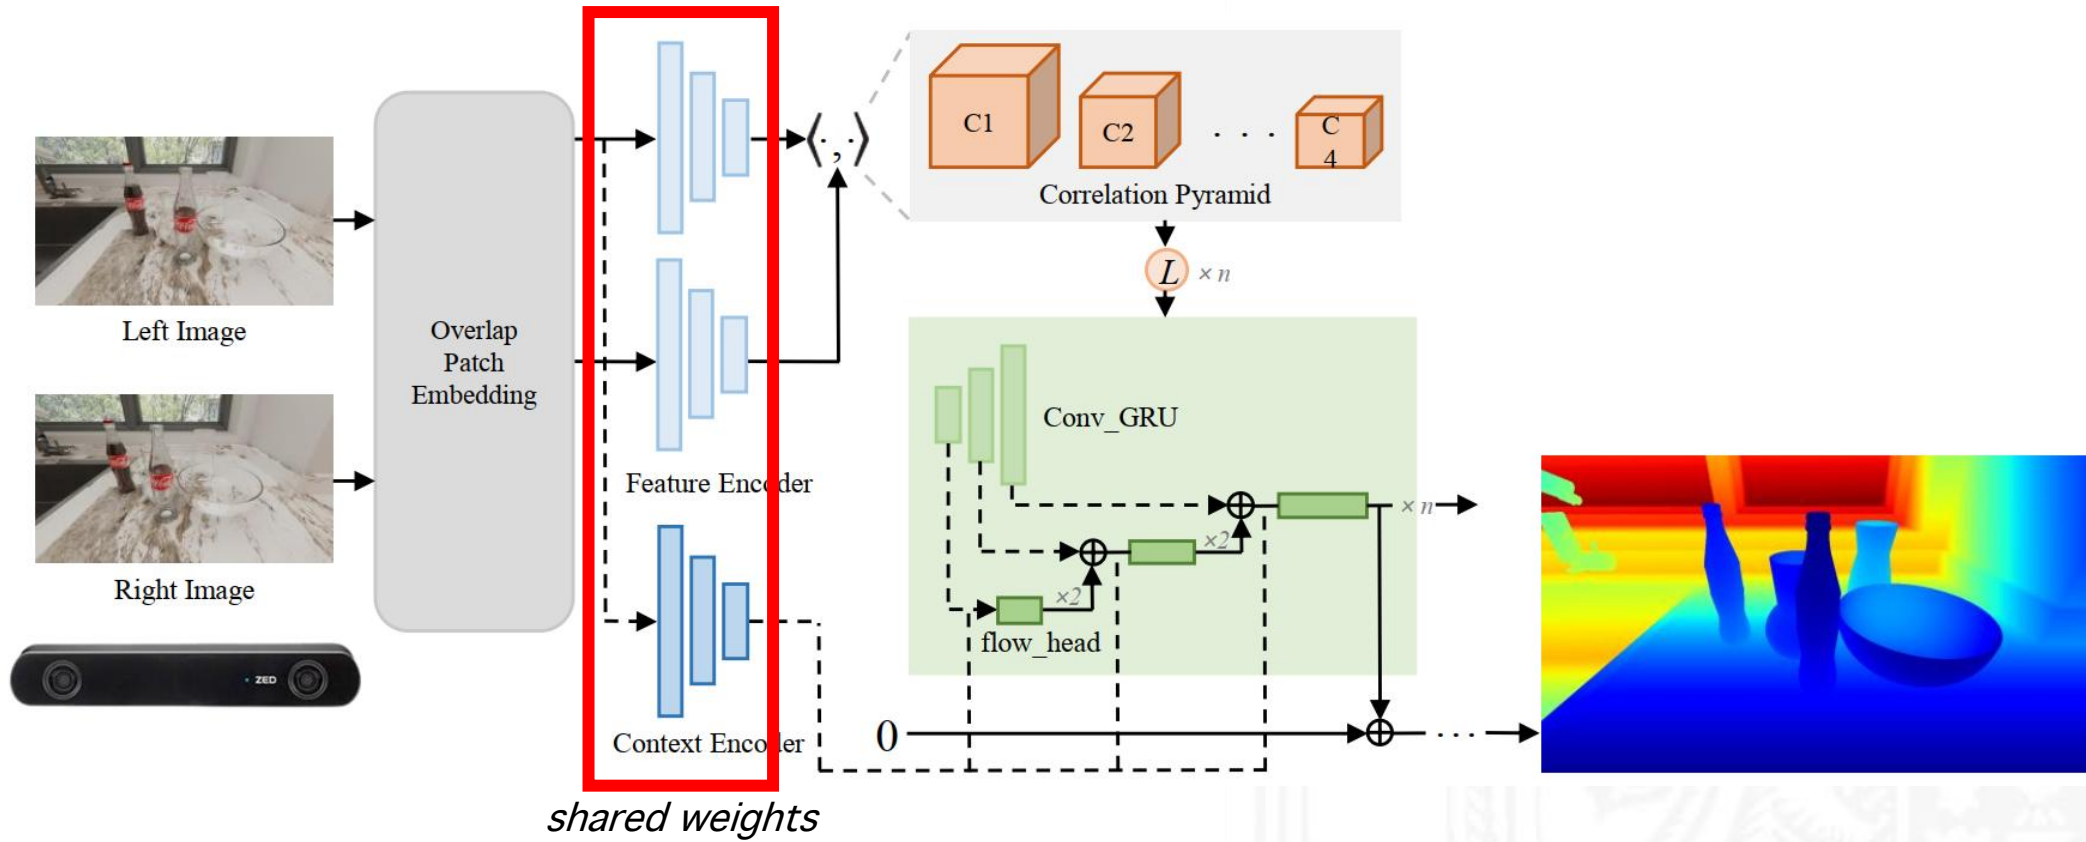 Left Image
Right Image
ZED
Overlap
Patch
Embedding
Feature Encoder
Context Encoder
shared weights
⟨·,·⟩
C1
C2
. . .
C
4
Correlation Pyramid
L × n
Conv_GRU
×2
×2
× n
flow_head
0
...